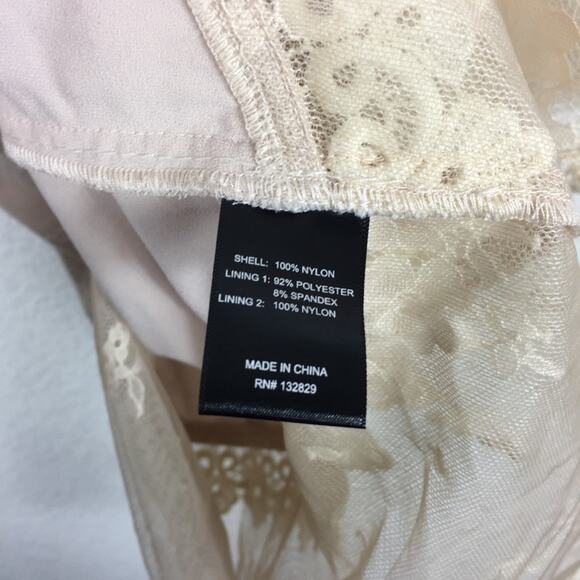 SHELL: 100% NYLON
LINING 1: 92% POLYESTER
8% SPANDEX
LINING 2: 100% NYLON
MADE IN CHINA
RN# 132829